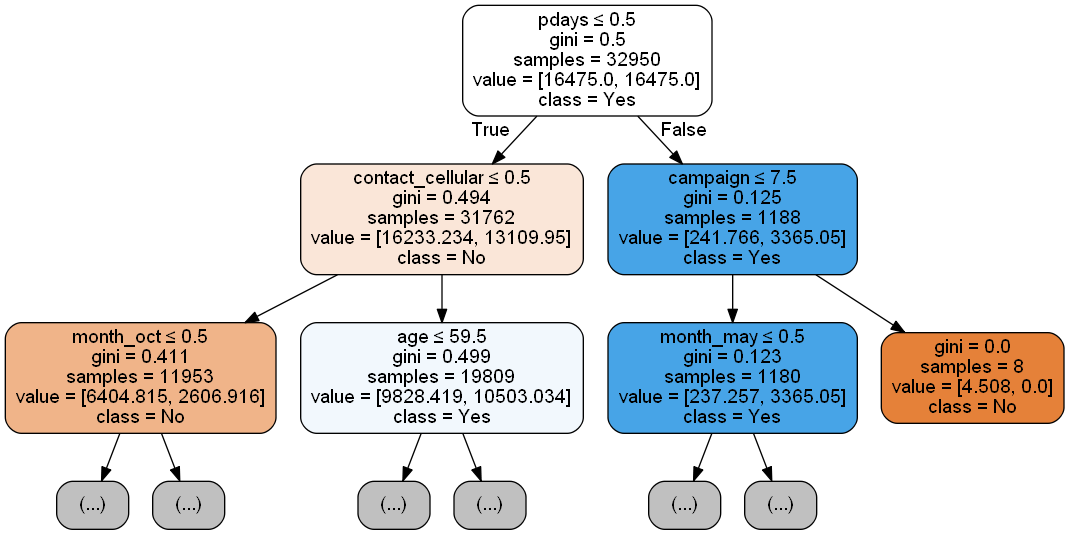 pdays ≤ 0.5
gini = 0.5
samples = 32950
value = [16475.0, 16475.0]
class = Yes
True
False
contact_cellular ≤ 0.5
gini = 0.494
samples = 31762
value = [16233.234, 13109.95]
class = No
campaign ≤ 7.5
gini = 0.125
samples = 1188
value = [241.766, 3365.05]
class = Yes
month_oct ≤ 0.5
gini = 0.411
samples = 11953
value = [6404.815, 2606.916]
class = No
age ≤ 59.5
gini = 0.499
samples = 19809
value = [9828.419, 10503.034]
class = Yes
month_may ≤ 0.5
gini = 0.123
samples = 1180
value = [237.257, 3365.05]
class = Yes
gini = 0.0
samples = 8
value = [4.508, 0.0]
class = No
(...)
(...)
(...)
(...)
(...)
(...)